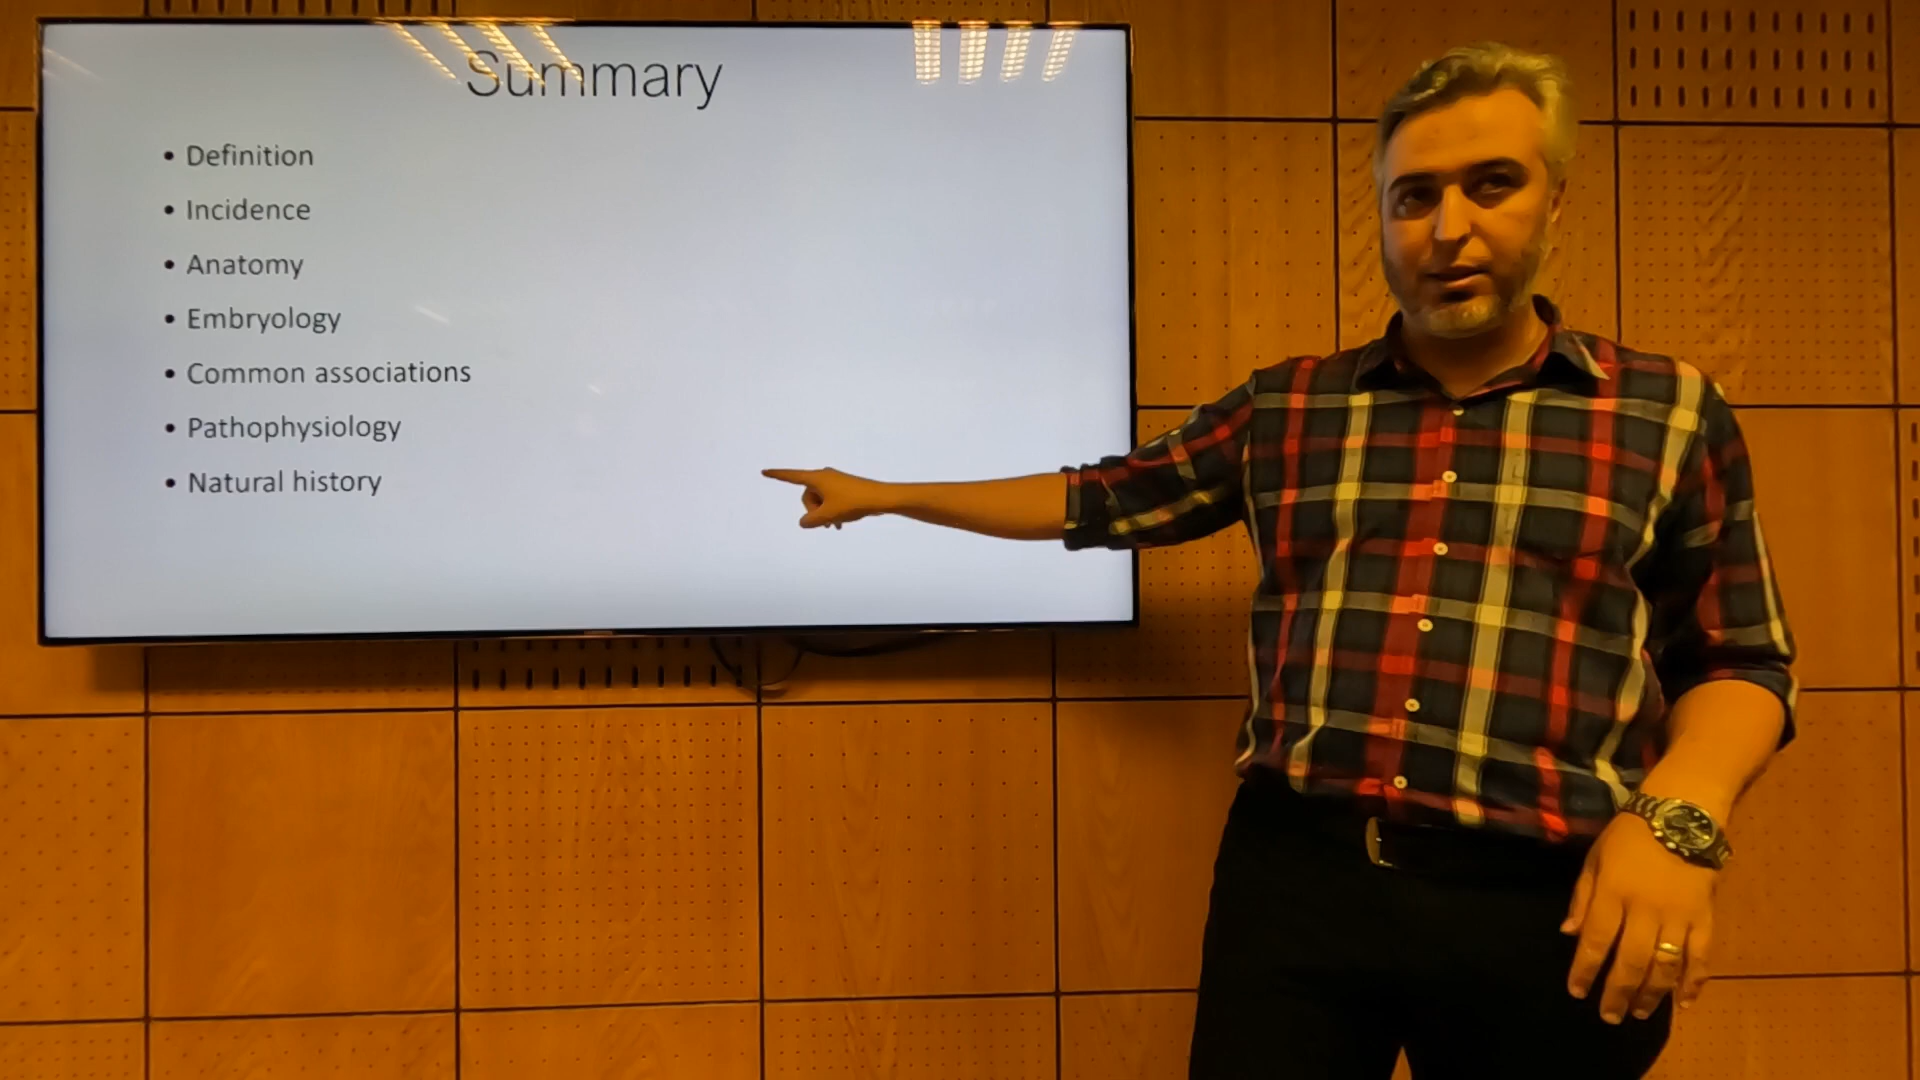 Summary
• Definition
• Incidence
• Anatomy
• Embryology
• Common associations
• Pathophysiology
• Natural history